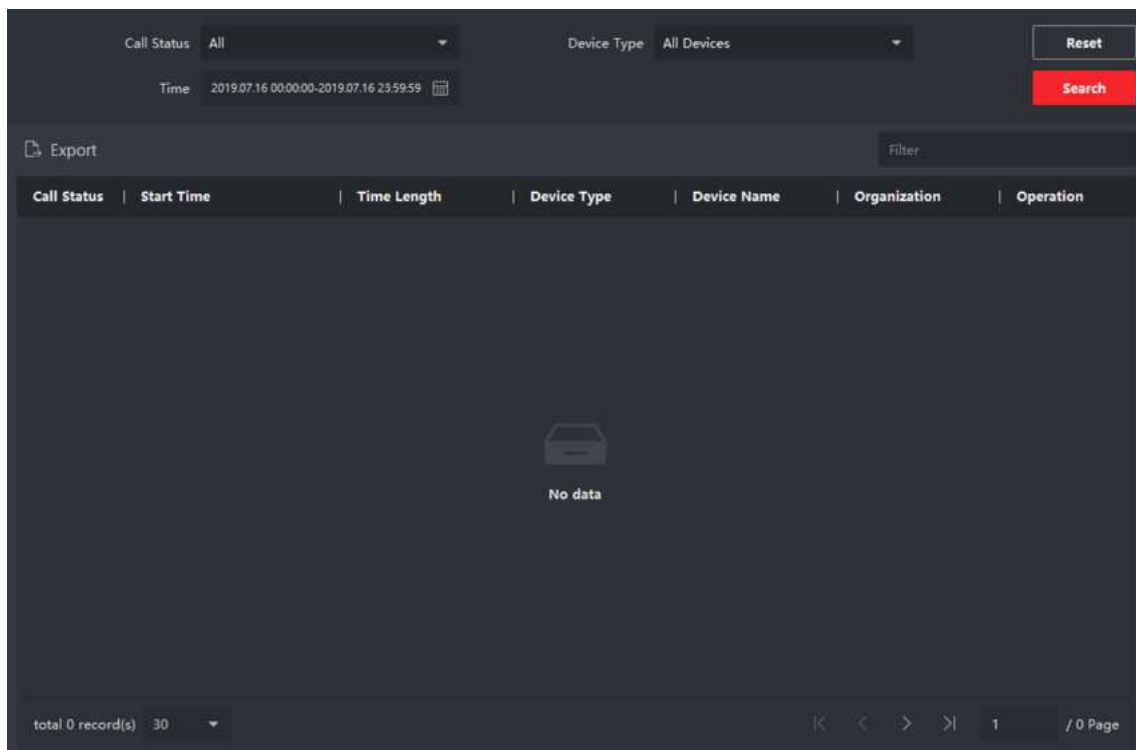 Call Status All Device Type All Devices Reset
Time 2019.07.16 00:00:00-2019.07.16 23:59:59 Search
Export Filter
Call Status | Start Time | Time Length | Device Type | Device Name | Organization | Operation
No data
total 0 record(s) 30 1 / 0 Page